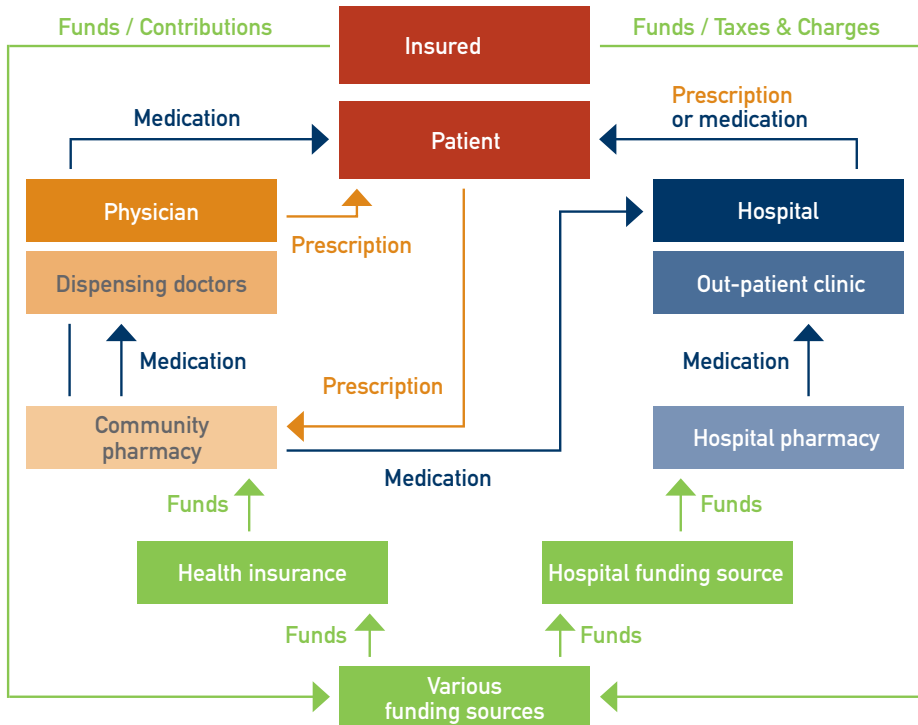 Funds / Contributions
Insured
Funds / Taxes & Charges
Medication
Patient
Prescription
or medication
Physician
Prescription
Hospital
Dispensing doctors
Out-patient clinic
Medication
Medication
Prescription
Community
pharmacy
Hospital pharmacy
Medication
Funds
Funds
Health insurance
Hospital funding source
Funds
Funds
Various
funding sources